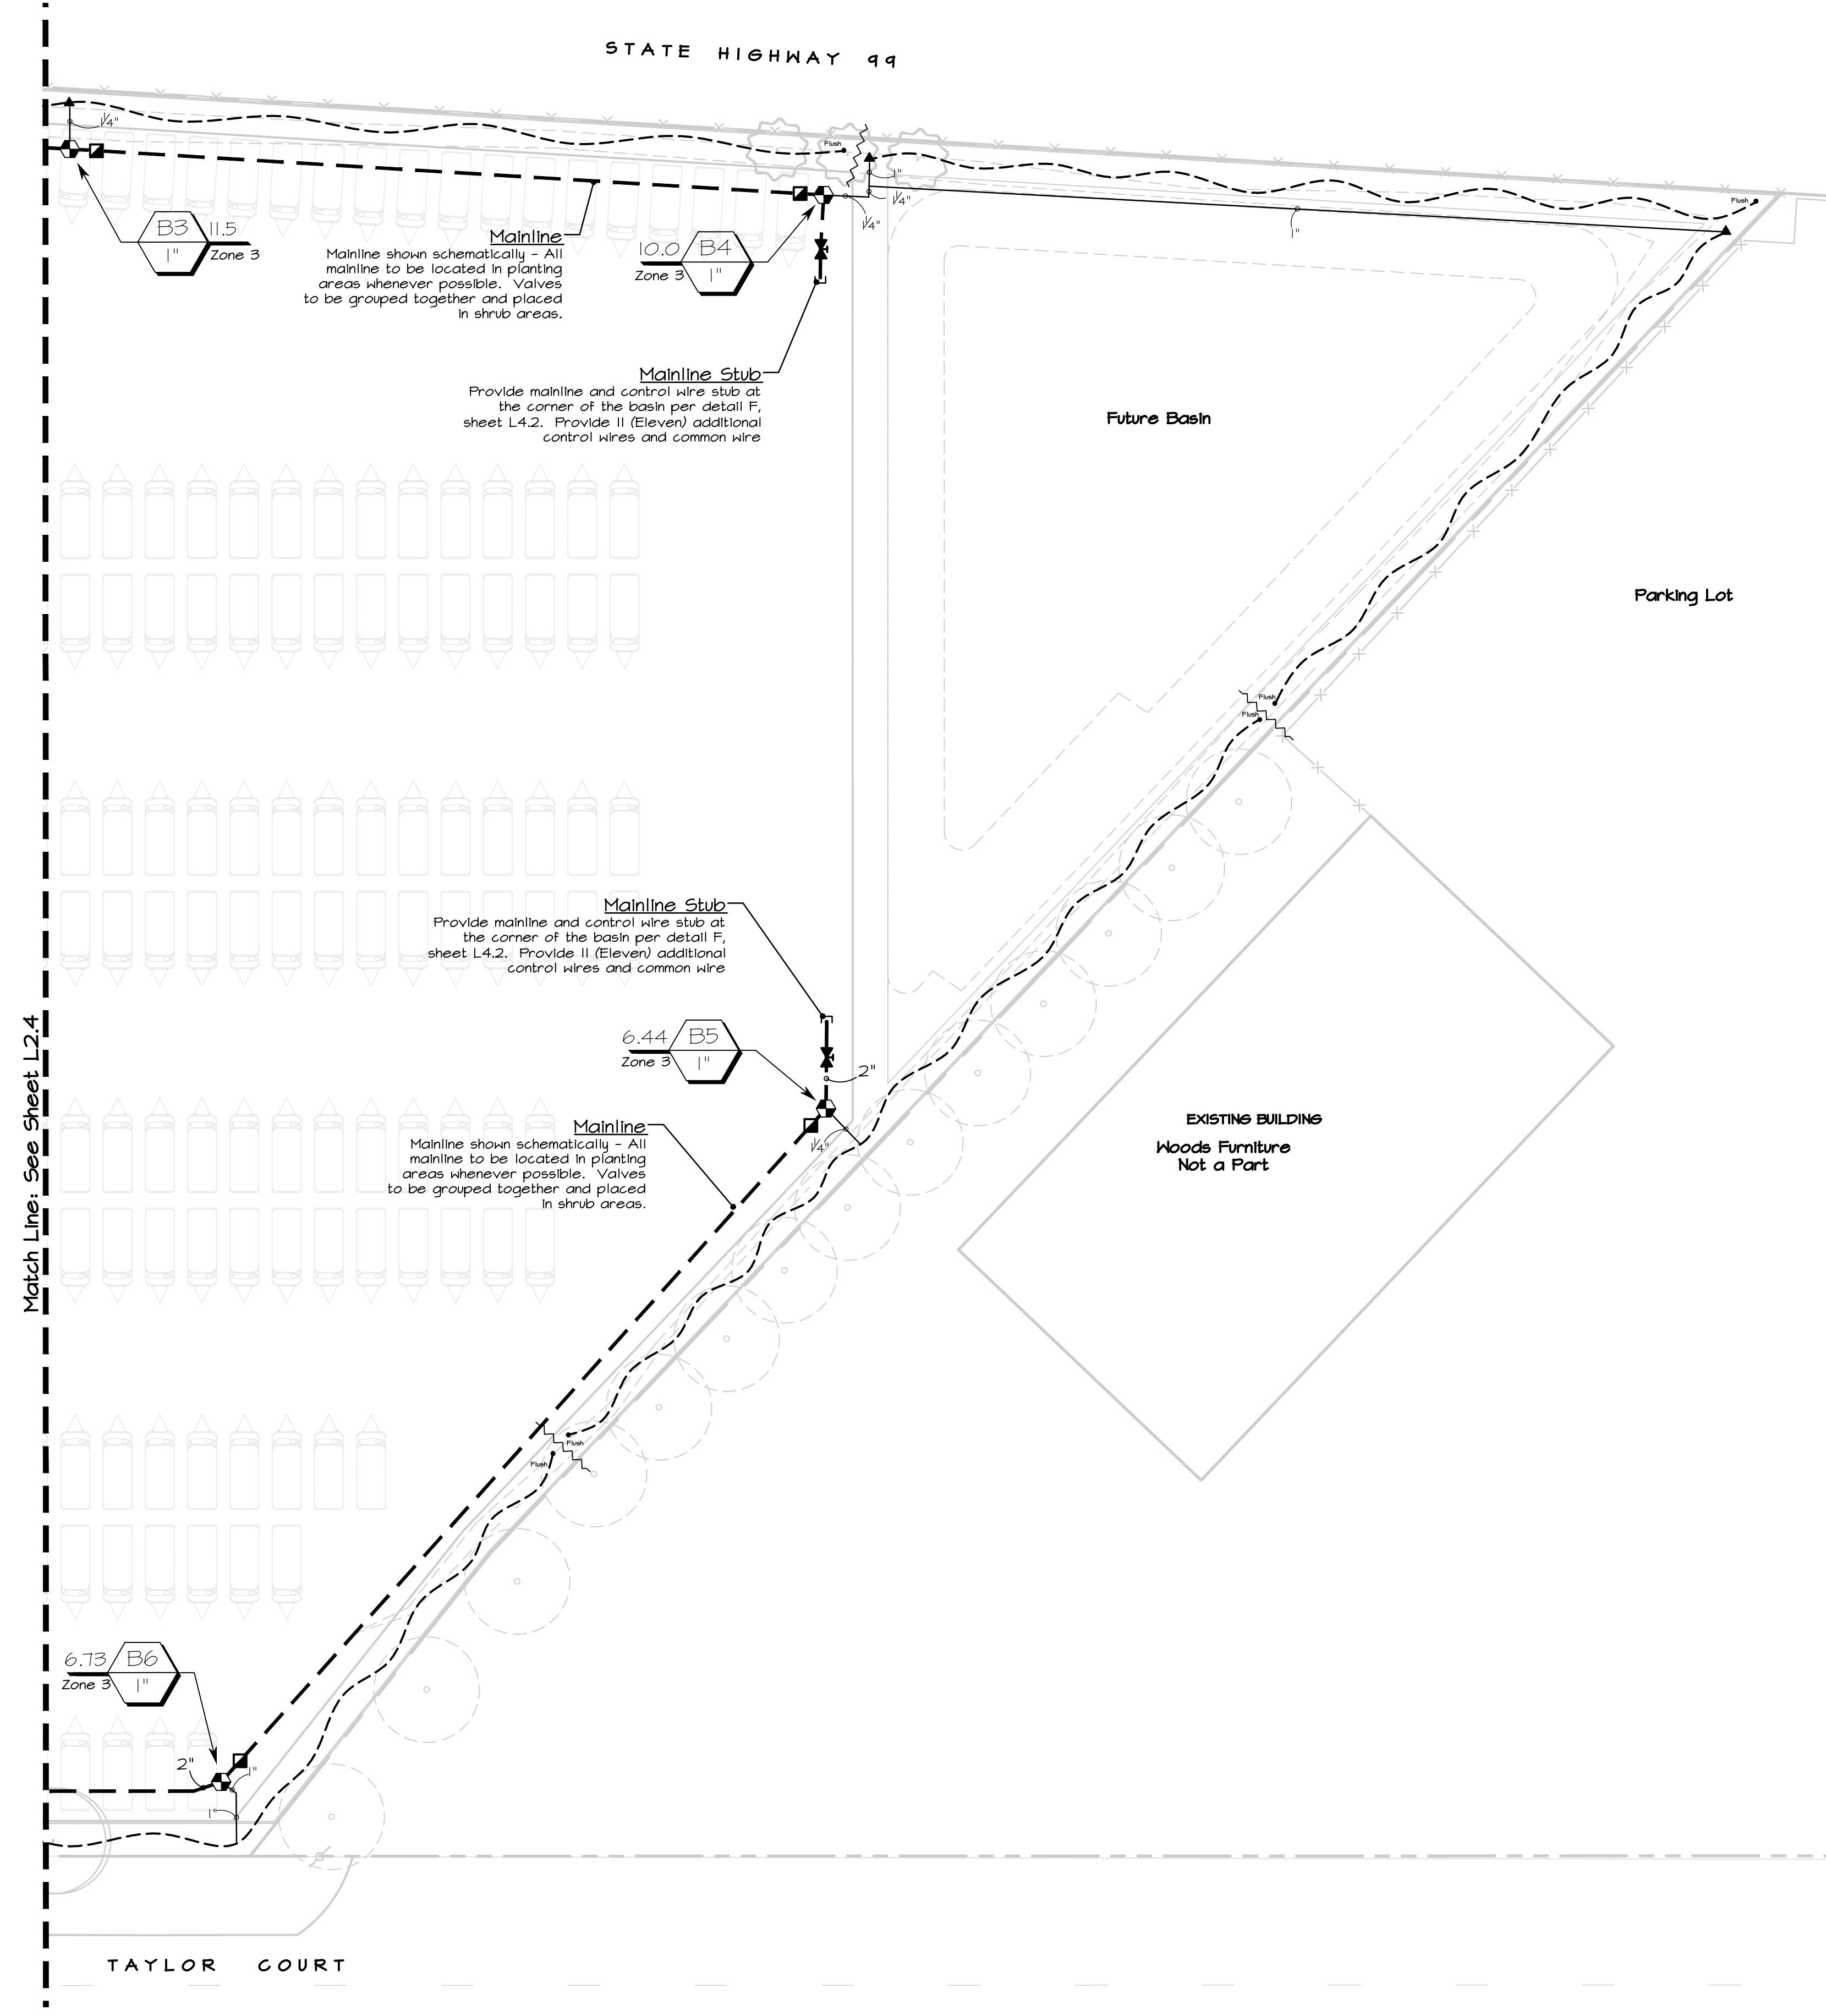 STATE HIGHWAY 99
1/4"
Flush
1"
1/4"
1/4"
1"
Flush
B3
1"
11.5
Zone 3
Mainline
Mainline shown schematically - All
mainline to be located in planting
areas whenever possible. Valves
to be grouped together and placed
in shrub areas.
10.0
Zone 3
B4
1"
Mainline Stub
Provide mainline and control wire stub at
the corner of the basin per detail F,
sheet L4.2. Provide 11 (Eleven) additional
control wires and common wire
Future Basin
Parking Lot
Flush
Flush
Mainline Stub
Provide mainline and control wire stub at
the corner of the basin per detail F,
sheet L4.2. Provide 11 (Eleven) additional
control wires and common wire
6.44
Zone 3
B5
1"
2"
1/4"
Mainline
Mainline shown schematically - All
mainline to be located in planting
areas whenever possible. Valves
to be grouped together and placed
in shrub areas.
EXISTING BUILDING
Woods Furniture
Not a Part
Match Line: See Sheet L2.4
Flush
Flush
6.73
Zone 3
B6
1"
2"
1"
1"
TAYLOR COURT